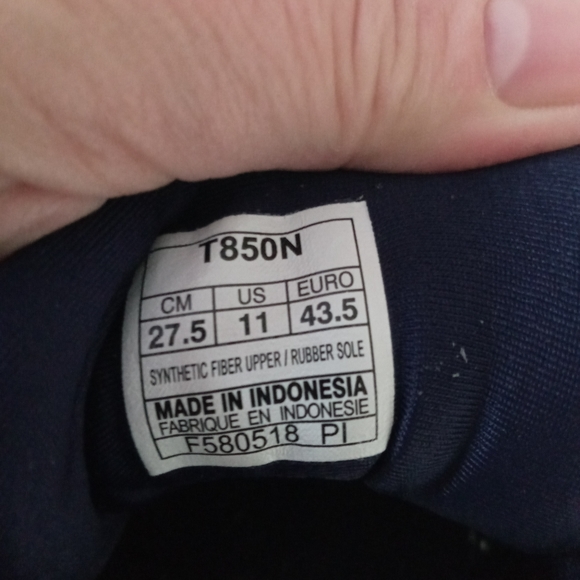 T850N
CM US EURO
27.5 11 43.5
SYNTHETIC FIBER UPPER / RUBBER SOLE
MADE IN INDONESIA
FABRIQUE EN INDONESIE
F580518 PI